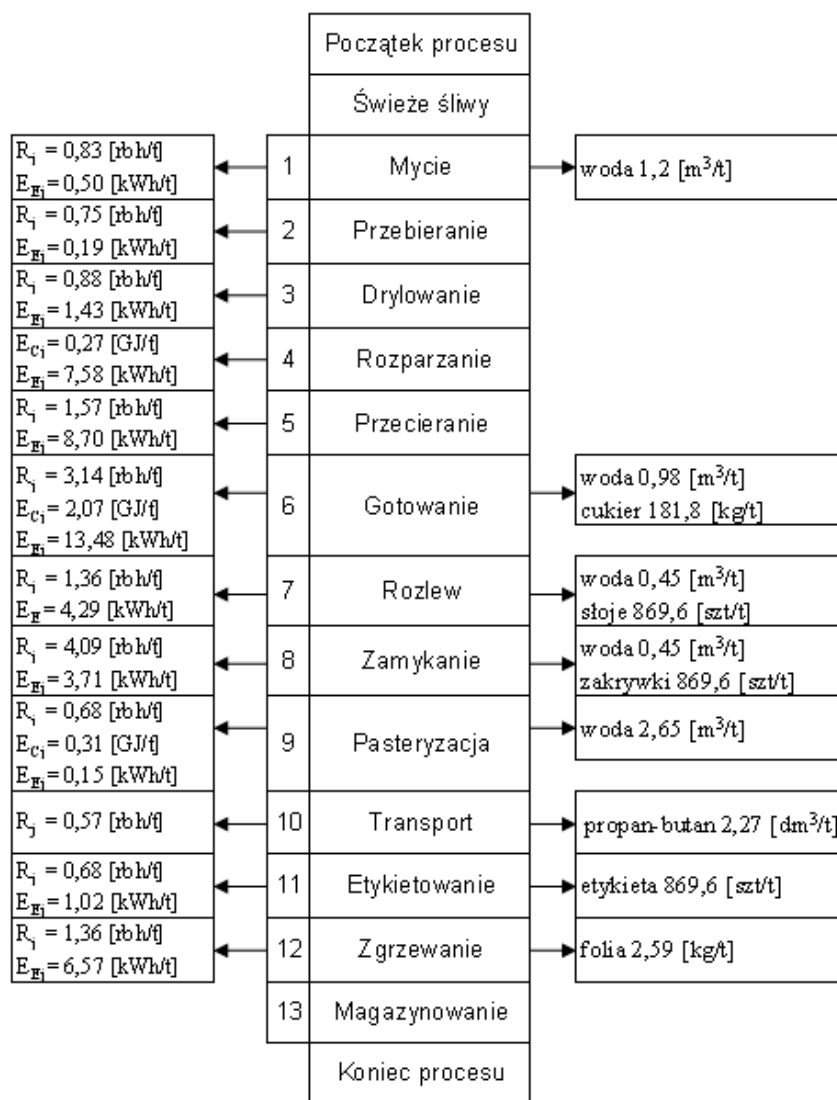 Początek procesu
Świeże śliwy
R_j = 0,83 [rbh/t]
E_Ej = 0,50 [kWh/t]
1
Mycie
woda 1,2 [m³/t]
R_j = 0,75 [rbh/t]
E_Ej = 0,19 [kWh/t]
2
Przebieranie
R_j = 0,88 [rbh/t]
E_Ej = 1,43 [kWh/t]
3
Drylowanie
E_Cj = 0,27 [GJ/t]
E_Ej = 7,58 [kWh/t]
4
Rozparzanie
R_j = 1,57 [rbh/t]
E_Ej = 8,70 [kWh/t]
5
Przecieranie
R_j = 3,14 [rbh/t]
E_Cj = 2,07 [GJ/t]
E_Ej = 13,48 [kWh/t]
6
Gotowanie
woda 0,98 [m³/t]
cukier 181,8 [kg/t]
R_j = 1,36 [rbh/t]
E_E = 4,29 [kWh/t]
7
Rozlew
woda 0,45 [m³/t]
słoje 869,6 [szt/t]
R_j = 4,09 [rbh/t]
E_Ej = 3,71 [kWh/t]
8
Zamykanie
woda 0,45 [m³/t]
zakrywki 869,6 [szt/t]
R_j = 0,68 [rbh/t]
E_Cj = 0,31 [GJ/t]
E_Ej = 0,15 [kWh/t]
9
Pasteryzacja
woda 2,65 [m³/t]
R_j = 0,57 [rbh/t]
10
Transport
propan-butan 2,27 [dm³/t]
R_j = 0,68 [rbh/t]
E_Ej = 1,02 [kWh/t]
11
Etykietowanie
etykieta 869,6 [szt/t]
R_j = 1,36 [rbh/t]
E_Ej = 6,57 [kWh/t]
12
Zgrzewanie
folia 2,59 [kg/t]
13
Magazynowanie
Koniec procesu